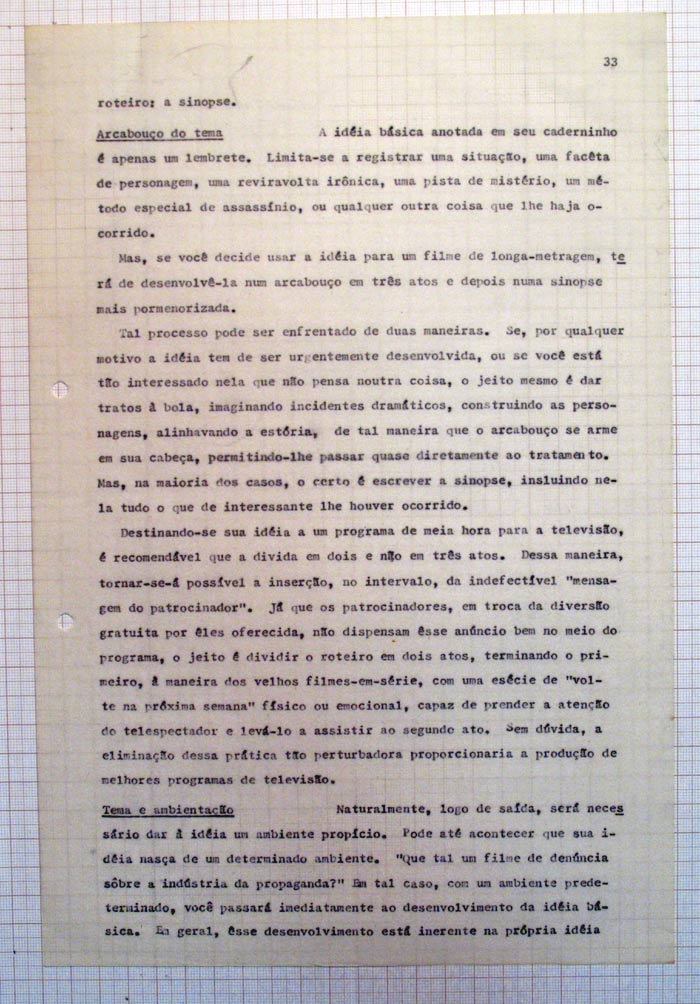 33
roteiro: a sinopse.
Arcabouço do tema A idéia básica anotada em seu caderninho
é apenas um lembrete. Limita-se a registrar uma situação, uma facêta
de personagem, uma reviravolta irônica, uma pista de mistério, um mé-
todo especial de assassínio, ou qualquer outra coisa que lhe haja o-
corrido.
Mas, se você decide usar a idéia para um filme de longa-metragem, te
rá de desenvolvê-la num arcabouço em três atos e depois numa sinopse
mais pormenorizada.
Tal processo pode ser enfrentado de duas maneiras. Se, por qualquer
motivo a idéia tem de ser urgentemente desenvolvida, ou se você está
tão interessado nela que não pensa noutra coisa, o jeito mesmo é dar
tratos à bola, imaginando incidentes dramáticos, construindo as perso-
nagens, alinhavando a estória, de tal maneira que o arcabouço se arme
em sua cabeça, permitindo-lhe passar quase diretamente ao tratamento.
Mas, na maioria dos casos, o certo é escrever a sinopse, insluindo ne-
la tudo o que de interessante lhe houver ocorrido.
Destinando-se sua idéia a um programa de meia hora para a televisão,
é recomendável que a divida em dois e não em três atos. Dessa maneira,
tornar-se-á possível a inserção, no intervalo, da indefectível "mensa-
gem do patrocinador". Já que os patrocinadores, em troca da diversão
gratuita por êles oferecida, não dispensam êsse anúncio bem no meio do
programa, o jeito é dividir o roteiro em dois atos, terminando o pri-
meiro, à maneira dos velhos filmes-em-série, com uma esécie de "vol-
te na próxima semana" físico ou emocional, capaz de prender a atenção
do telespectador e levá-lo a assistir ao segundo ato. Sem dúvida, a
eliminação dessa prática tão perturbadora proporcionaria a produção de
melhores programas de televisão.
Tema e ambientação Naturalmente, logo de saída, será neces
sário dar à idéia um ambiente propício. Pode até acontecer que sua i-
déia nasça de um determinado ambiente. "Que tal um filme de denúncia
sôbre a indústria da propaganda?" Em tal caso, com um ambiente prede-
terminado, você passará imediatamente ao desenvolvimento da idéia bá-
sica. Em geral, êsse desenvolvimento está inerente na própria idéia